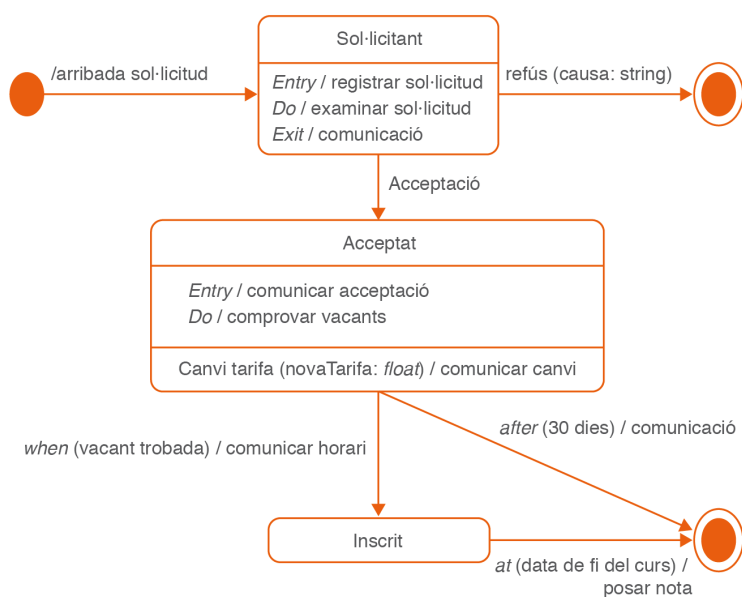 Sol·licitant
/arribada sol·licitud
Entry / registrar sol·licitud
Do / examinar sol·licitud
Exit / comunicació
refús (causa: string)
Acceptació
Acceptat
Entry / comunicar acceptació
Do / comprovar vacants
Canvi tarifa (novaTarifa: float) / comunicar canvi
when (vacant trobada) / comunicar horari
after (30 dies) / comunicació
Inscrit
at (data de fi del curs) /
posar nota